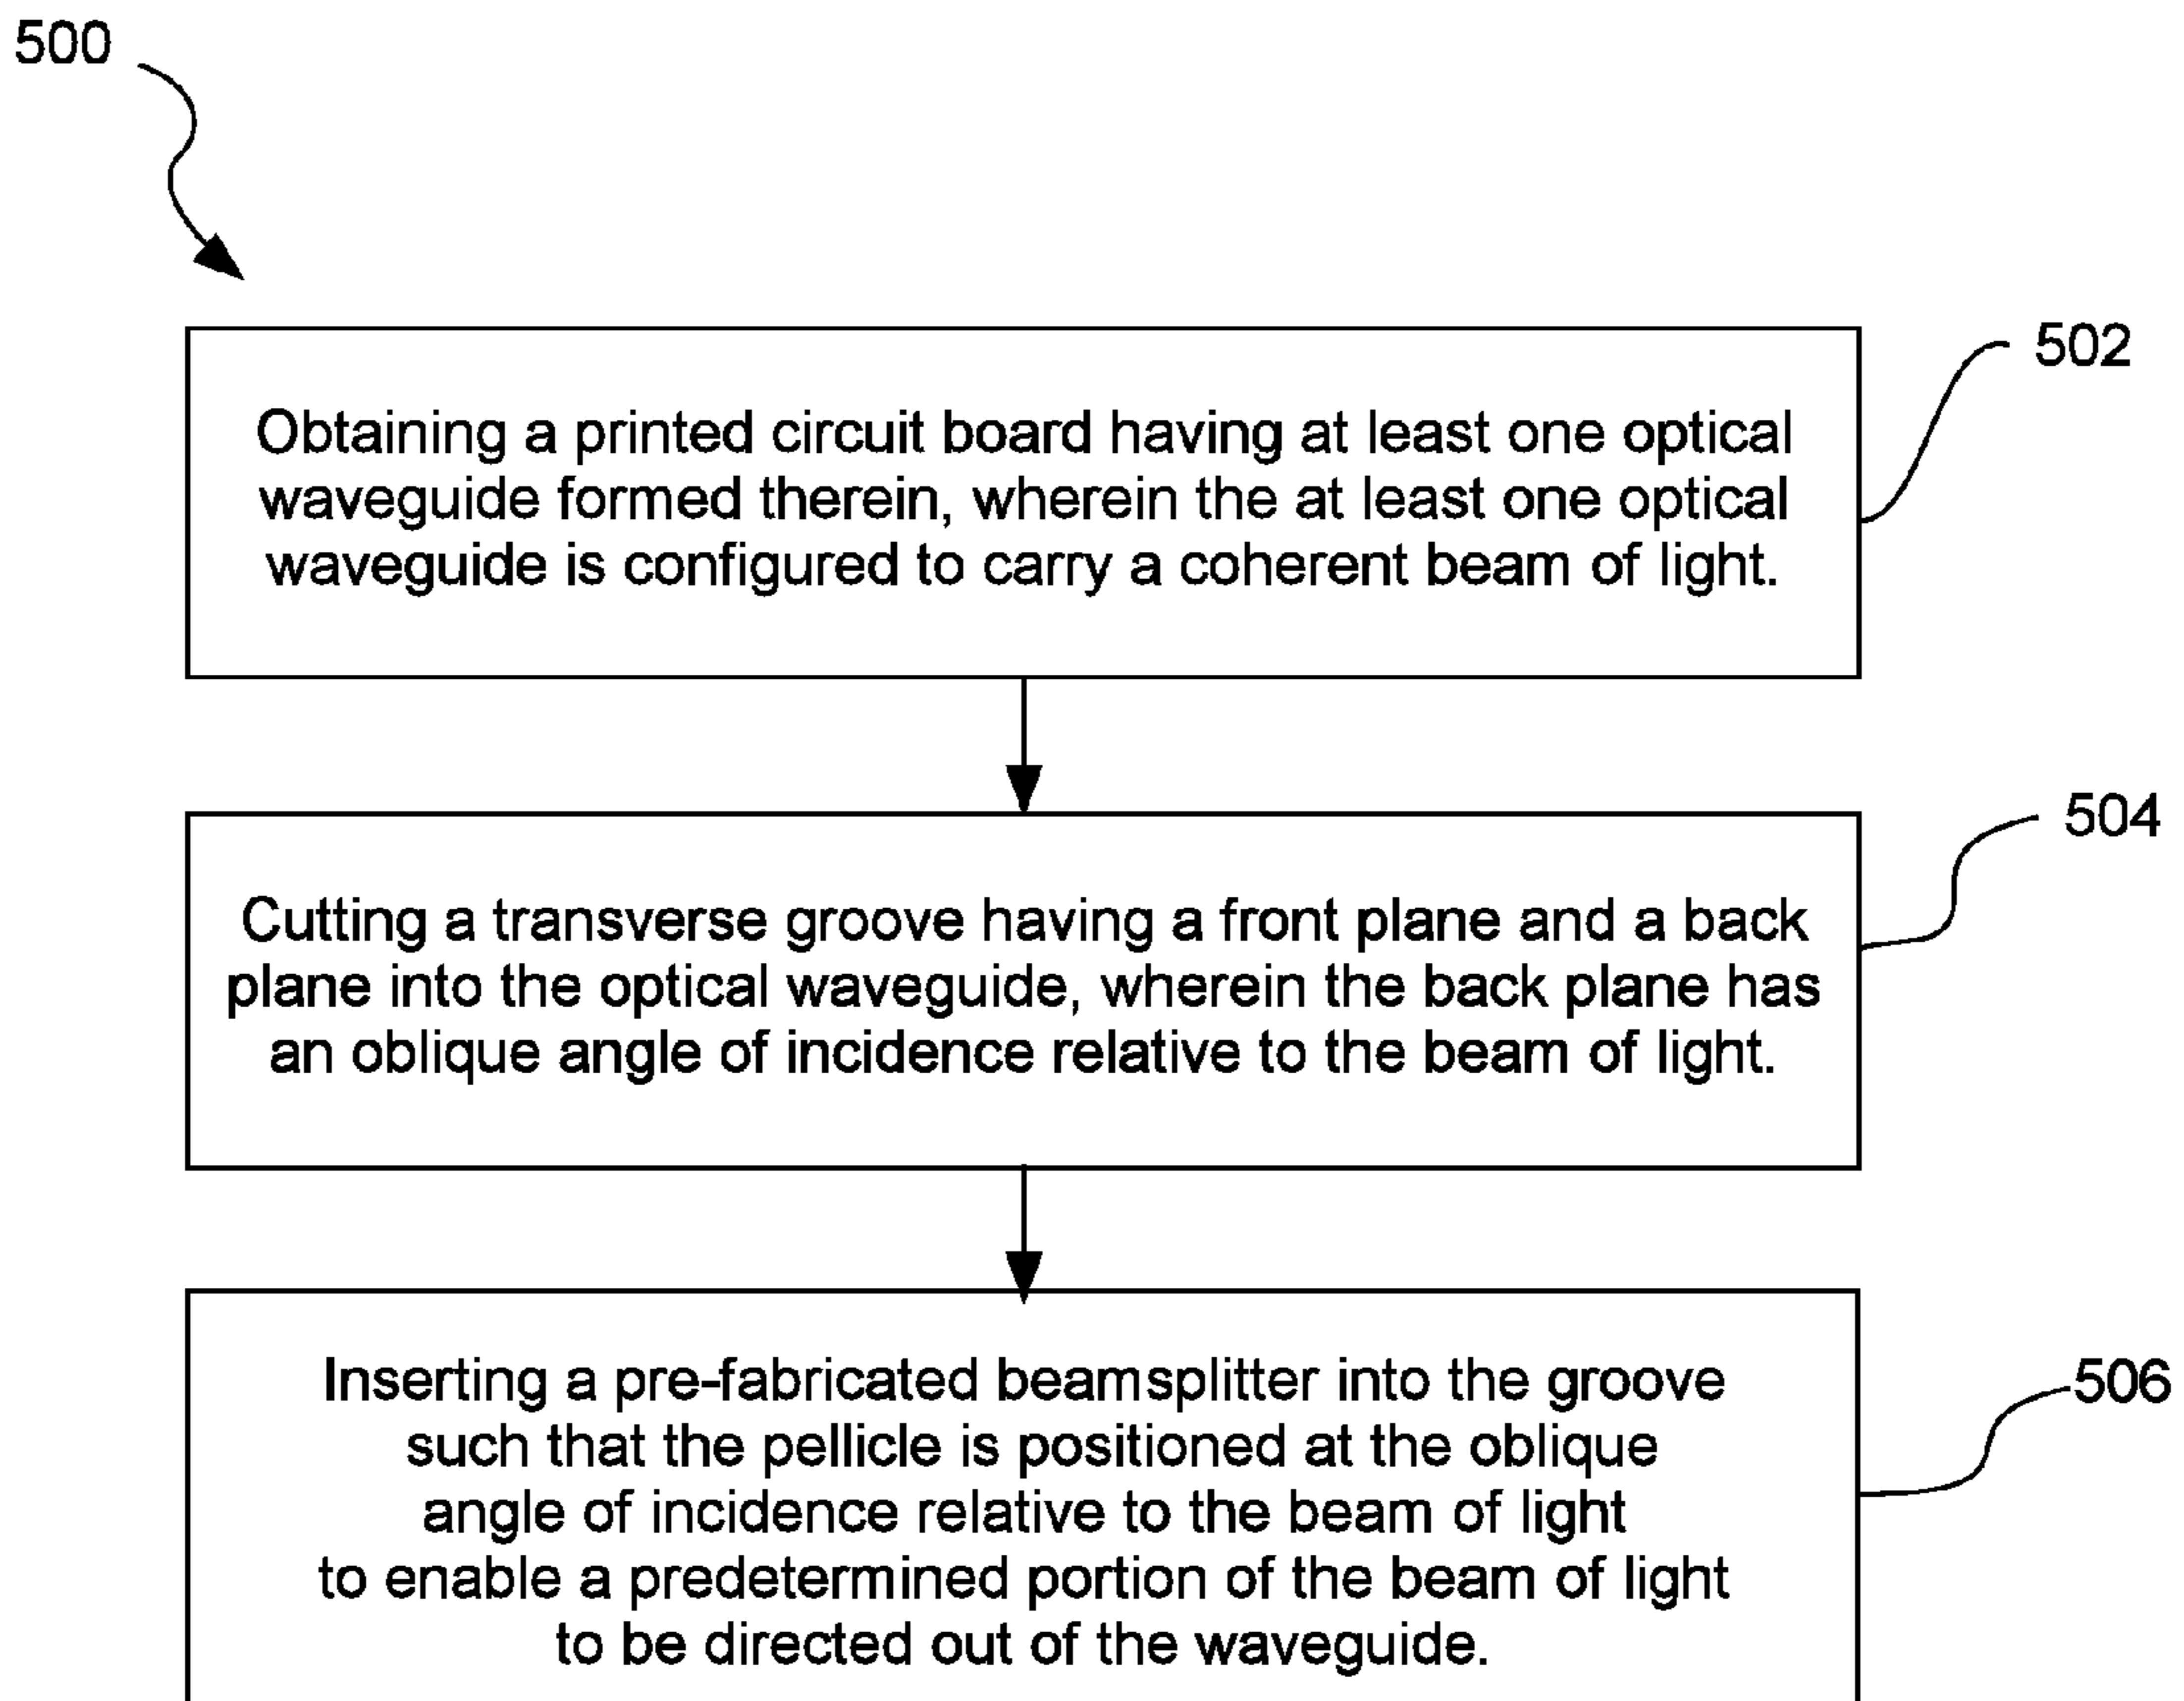 500
502
Obtaining a printed circuit board having at least one optical
waveguide formed therein, wherein the at least one optical
waveguide is configured to carry a coherent beam of light.
504
Cutting a transverse groove having a front plane and a back
plane into the optical waveguide, wherein the back plane has
an oblique angle of incidence relative to the beam of light.
506
Inserting a pre-fabricated beamsplitter into the groove
such that the pellicle is positioned at the oblique
angle of incidence relative to the beam of light
to enable a predetermined portion of the beam of light
to be directed out of the waveguide.